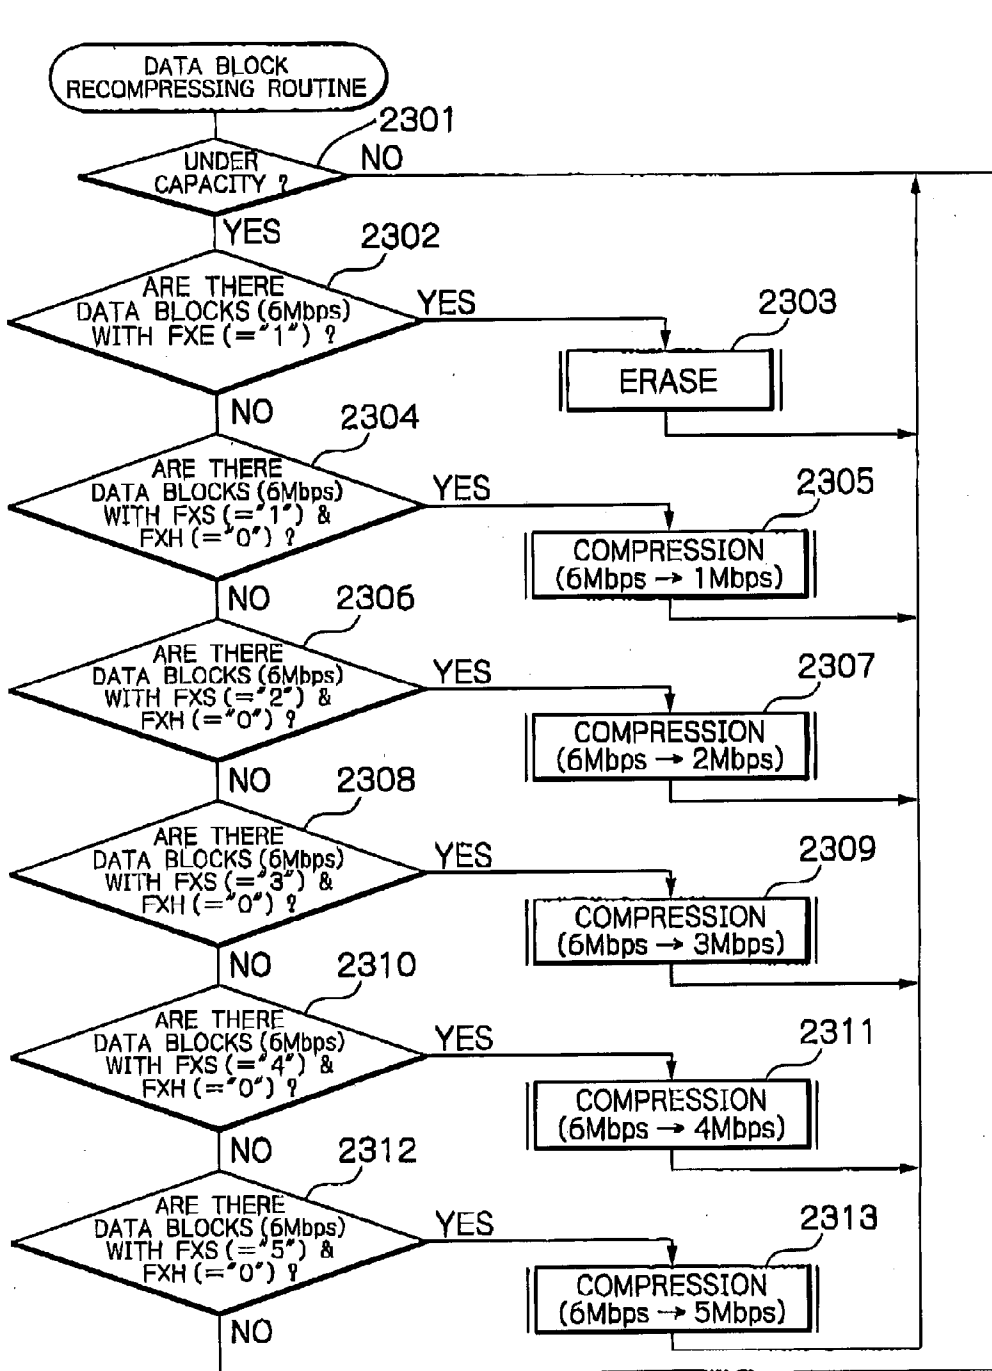 DATA BLOCK
RECOMPRESSING ROUTINE
2301
UNDER
CAPACITY ?
NO
YES
2302
ARE THERE
DATA BLOCKS (6Mbps)
WITH FXE (="1") ?
YES
2303
ERASE
NO
2304
ARE THERE
DATA BLOCKS (6Mbps)
WITH FXS (="1") &
FXH (="0") ?
YES
2305
COMPRESSION
(6Mbps → 1Mbps)
NO
2306
ARE THERE
DATA BLOCKS (6Mbps)
WITH FXS (="2") &
FXH (="0") ?
YES
2307
COMPRESSION
(6Mbps → 2Mbps)
NO
2308
ARE THERE
DATA BLOCKS (6Mbps)
WITH FXS (="3") &
FXH (="0") ?
YES
2309
COMPRESSION
(6Mbps → 3Mbps)
NO
2310
ARE THERE
DATA BLOCKS (6Mbps)
WITH FXS (="4") &
FXH (="0") ?
YES
2311
COMPRESSION
(6Mbps → 4Mbps)
NO
2312
ARE THERE
DATA BLOCKS (6Mbps)
WITH FXS (="5") &
FXH (="0") ?
YES
2313
COMPRESSION
(6Mbps → 5Mbps)
NO